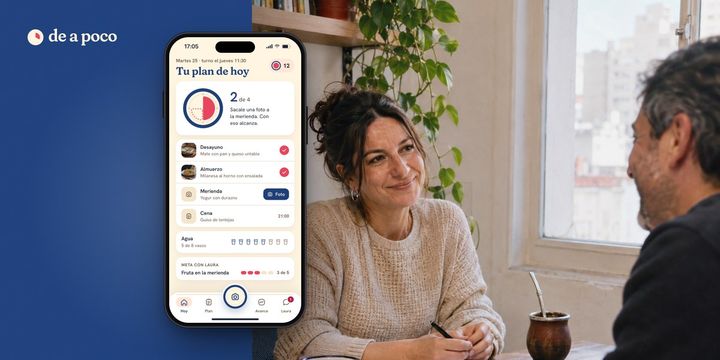 de a poco
17:05
Martes 25 · turno el jueves 11:30
Tu plan de hoy
12
2 de 4
Sacale una foto a
la merienda. Con
eso alcanza.
Desayuno
Mate con pan y queso untable
Almuerzo
Milanesa al horno con ensalada
Merienda
Yogur con durazno
Foto
Cena
Guiso de lentejas
21:00
Agua
5 de 8 vasos
META CON LAURA
Fruta en la merienda
3 de 5
Hoy
Plan
Avance
Laura